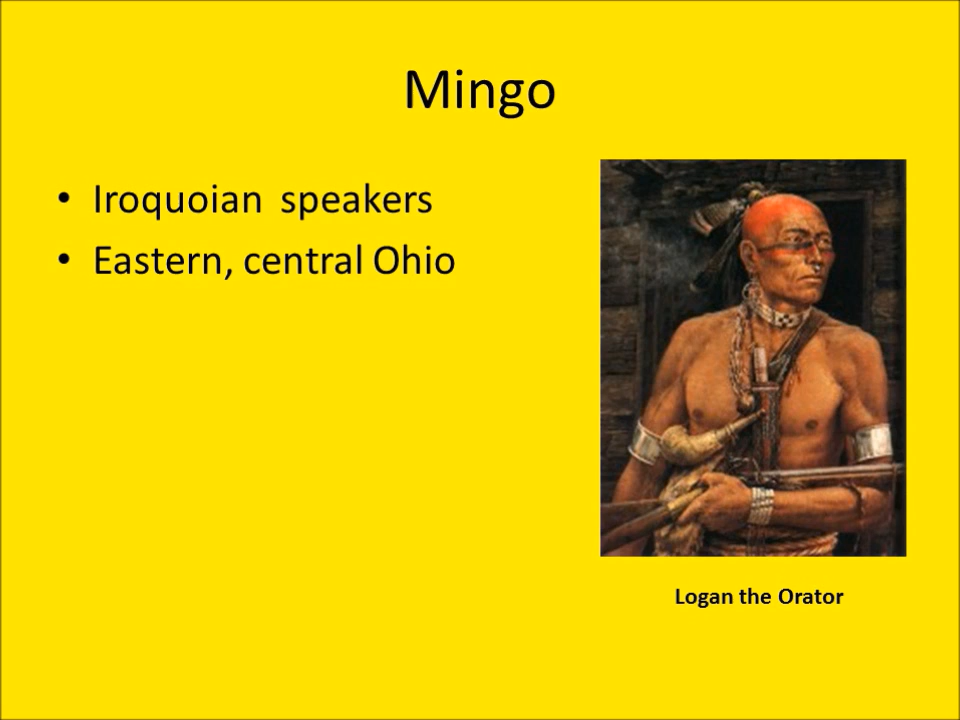 Mingo
• Iroquoian speakers
• Eastern, central Ohio
Logan the Orator